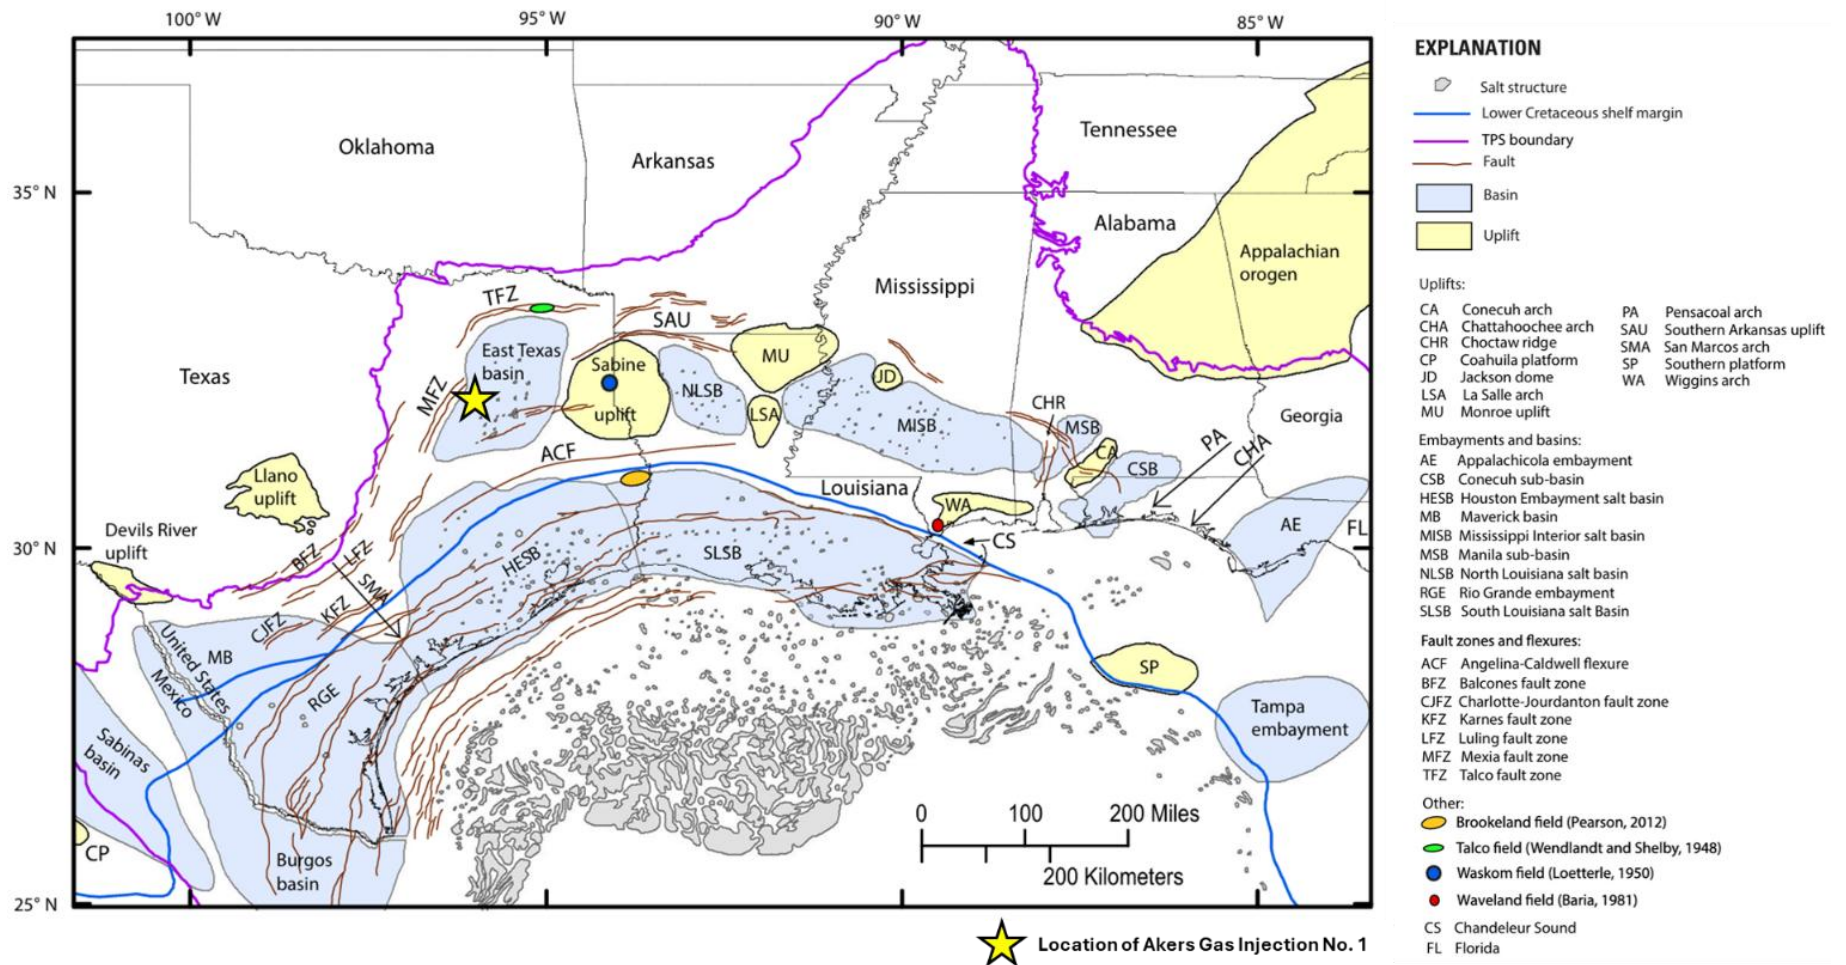 100° W
95° W
90° W
85° W
35° N
30° N
25° N
Oklahoma
Arkansas
Tennessee
Alabama
Mississippi
Appalachian
orogen
Georgia
Texas
Louisiana
FL
TFZ
SAU
East Texas
basin
Sabine
uplift
MFZ
NLSB
MU
JD
LSA
MISB
CHR
MSB
CA
CSB
PA
CHA
ACF
WA
AE
CS
Llano
uplift
Devils River
uplift
BFZ
LFZ
SMA
KFZ
CJFZ
HESB
SLSB
MB
United States
Mexico
RGE
Sabinas
basin
CP
Burgos
basin
SP
Tampa
embayment
0 100 200 Miles
200 Kilometers
Location of Akers Gas Injection No. 1
EXPLANATION
Salt structure
Lower Cretaceous shelf margin
TPS boundary
Fault
Basin
Uplift
Uplifts:
CA Conecuh arch
CHA Chattahoochee arch
CHR Choctaw ridge
CP Coahuila platform
JD Jackson dome
LSA La Salle arch
MU Monroe uplift
PA Pensacoal arch
SAU Southern Arkansas uplift
SMA San Marcos arch
SP Southern platform
WA Wiggins arch
Embayments and basins:
AE Appalachicola embayment
CSB Conecuh sub-basin
HESB Houston Embayment salt basin
MB Maverick basin
MISB Mississippi Interior salt basin
MSB Manila sub-basin
NLSB North Louisiana salt basin
RGE Rio Grande embayment
SLSB South Louisiana salt Basin
Fault zones and flexures:
ACF Angelina-Caldwell flexure
BFZ Balcones fault zone
CJFZ Charlotte-Jourdanton fault zone
KFZ Karnes fault zone
LFZ Luling fault zone
MFZ Mexia fault zone
TFZ Talco fault zone
Other:
Brookeland field (Pearson, 2012)
Talco field (Wendlandt and Shelby, 1948)
Waskom field (Loetterle, 1950)
Waveland field (Baria, 1981)
CS Chandeleur Sound
FL Florida